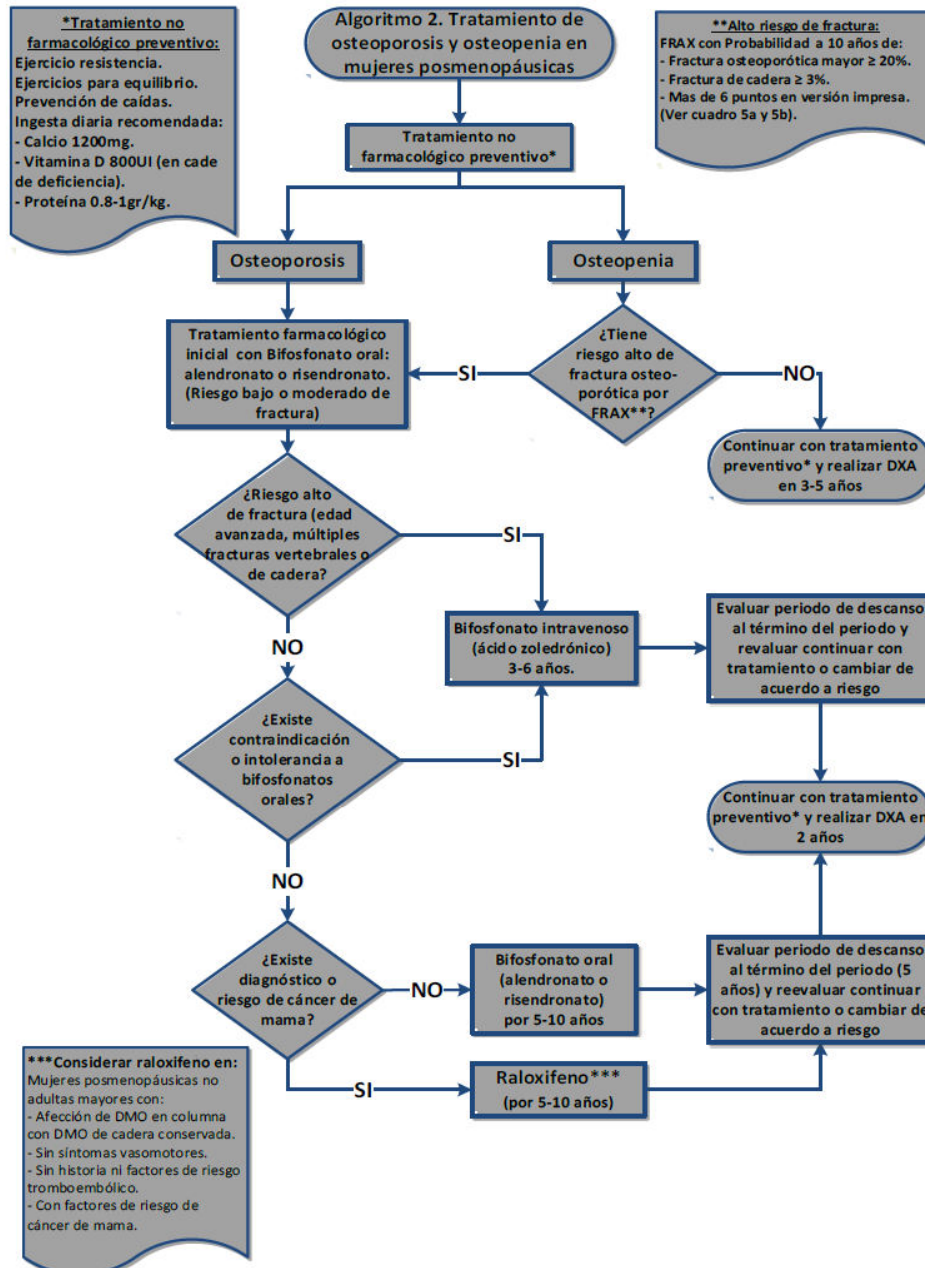 *Tratamiento no
farmacológico preventivo:
Ejercicio resistencia.
Ejercicios para equilibrio.
Prevención de caídas.
Ingesta diaria recomendada:
- Calcio 1200mg.
- Vitamina D 800UI (en cade
de deficiencia).
- Proteína 0.8-1gr/kg.
Algoritmo 2. Tratamiento de
osteoporosis y osteopenia en
mujeres posmenopáusicas
**Alto riesgo de fractura:
FRAX con Probabilidad a 10 años de:
- Fractura osteoporótica mayor ≥ 20%.
- Fractura de cadera ≥ 3%.
- Mas de 6 puntos en versión impresa.
(Ver cuadro 5a y 5b).
Tratamiento no
farmacológico preventivo*
Osteoporosis
Osteopenia
Tratamiento farmacológico
inicial con Bifosfonato oral:
alendronato o risendronato.
(Riesgo bajo o moderado de
fractura)
SI
¿Tiene
riesgo alto de
fractura osteo-
porótica por
FRAX**?
NO
Continuar con tratamiento
preventivo* y realizar DXA
en 3-5 años
¿Riesgo alto
de fractura (edad
avanzada, múltiples
fracturas vertebrales o
de cadera?
SI
NO
Bifosfonato intravenoso
(ácido zoledrónico)
3-6 años.
Evaluar periodo de descanso
al término del periodo y
revaluar continuar con
tratamiento o cambiar de
acuerdo a riesgo
¿Existe
contraindicación
o intolerancia a
bifosfonatos
orales?
SI
Continuar con tratamiento
preventivo* y realizar DXA en
2 años
NO
¿Existe
diagnóstico o
riesgo de cáncer de
mama?
NO
Bifosfonato oral
(alendronato o
risendronato)
por 5-10 años
Evaluar periodo de descanso
al término del periodo (5
años) y reevaluar continuar
con tratamiento o cambiar de
acuerdo a riesgo
SI
Raloxifeno***
(por 5-10 años)
***Considerar raloxifeno en:
Mujeres posmenopáusicas no
adultas mayores con:
- Afección de DMO en columna
con DMO de cadera conservada.
- Sin síntomas vasomotores.
- Sin historia ni factores de riesgo
tromboembólico.
- Con factores de riesgo de
cáncer de mama.